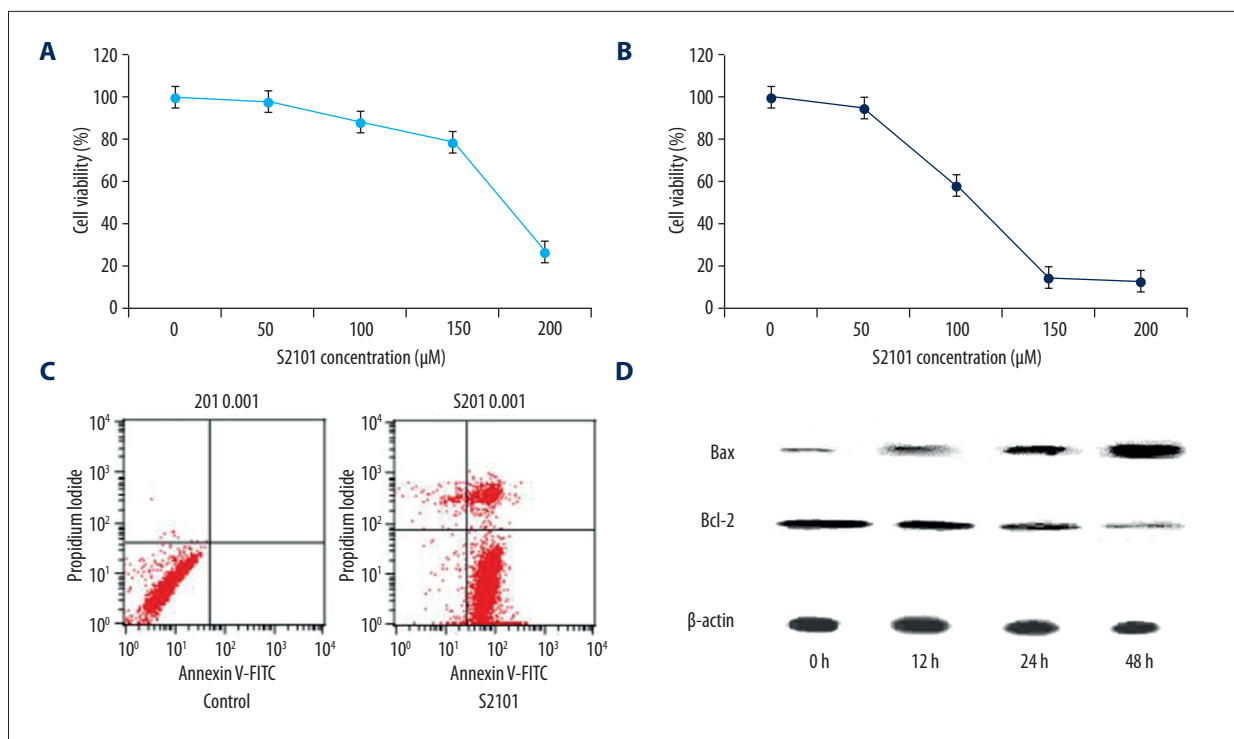 A
120
100
80
60
40
20
0
Cell viability (%)
0 50 100 150 200
S2101 concentration (µM)
B
120
100
80
60
40
20
0
Cell viability (%)
0 50 100 150 200
S2101 concentration (µM)
C
201 0.001
10⁴
10³
10²
10¹
10⁰
Propidium Iodide
10⁰ 10¹ 10² 10³ 10⁴
Annexin V-FITC
Control
S201 0.001
10⁴
10³
10²
10¹
10⁰
Propidium Iodide
10⁰ 10¹ 10² 10³ 10⁴
Annexin V-FITC
S2101
D
Bax
Bcl-2
β-actin
0 h 12 h 24 h 48 h